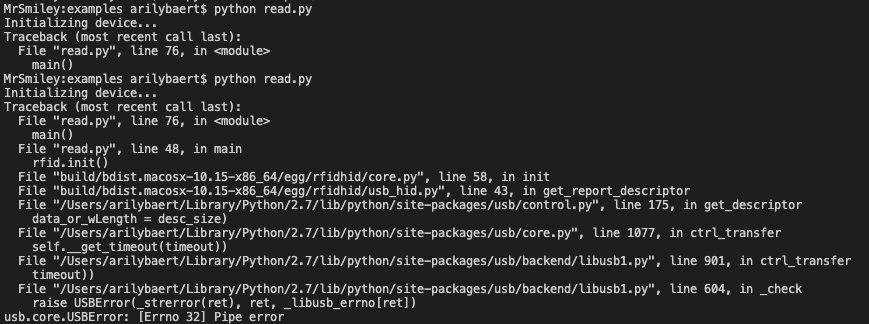 MrSmiley:examples arilybaert$ python read.py
Initializing device...
Traceback (most recent call last):
  File "read.py", line 76, in <module>
    main()
MrSmiley:examples arilybaert$ python read.py
Initializing device...
Traceback (most recent call last):
  File "read.py", line 76, in <module>
    main()
  File "read.py", line 48, in main
    rfid.init()
  File "build/bdist.macosx-10.15-x86_64/egg/rfidhid/core.py", line 58, in init
  File "build/bdist.macosx-10.15-x86_64/egg/rfidhid/usb_hid.py", line 43, in get_report_descriptor
  File "/Users/arilybaert/Library/Python/2.7/lib/python/site-packages/usb/control.py", line 175, in get_descriptor
    data_or_wLength = desc_size)
  File "/Users/arilybaert/Library/Python/2.7/lib/python/site-packages/usb/core.py", line 1077, in ctrl_transfer
    self.__get_timeout(timeout))
  File "/Users/arilybaert/Library/Python/2.7/lib/python/site-packages/usb/backend/libusb1.py", line 901, in ctrl_transfer
    timeout))
  File "/Users/arilybaert/Library/Python/2.7/lib/python/site-packages/usb/backend/libusb1.py", line 604, in _check
    raise USBError(_strerror(ret), ret, _libusb_errno[ret])
usb.core.USBError: [Errno 32] Pipe error